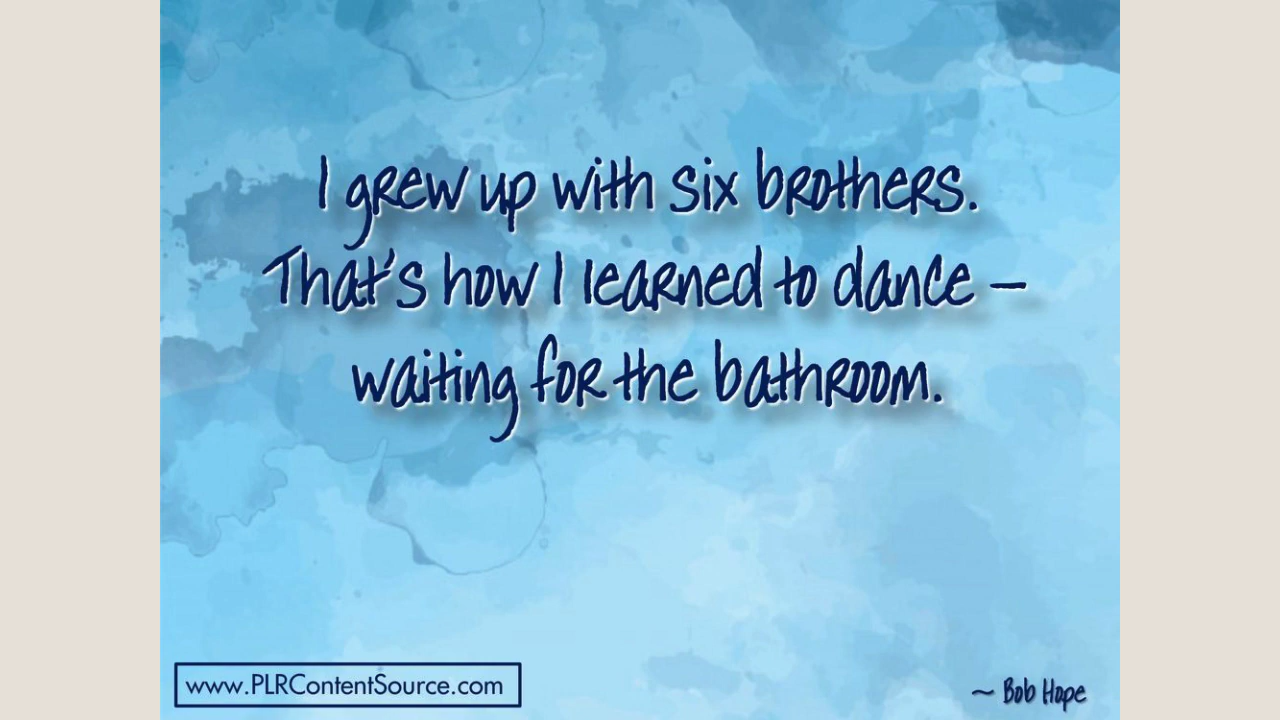 I grew up with six brothers.
That's how I learned to dance –
waiting for the bathroom.
www.PLRContentSource.com
~ Bob Hope